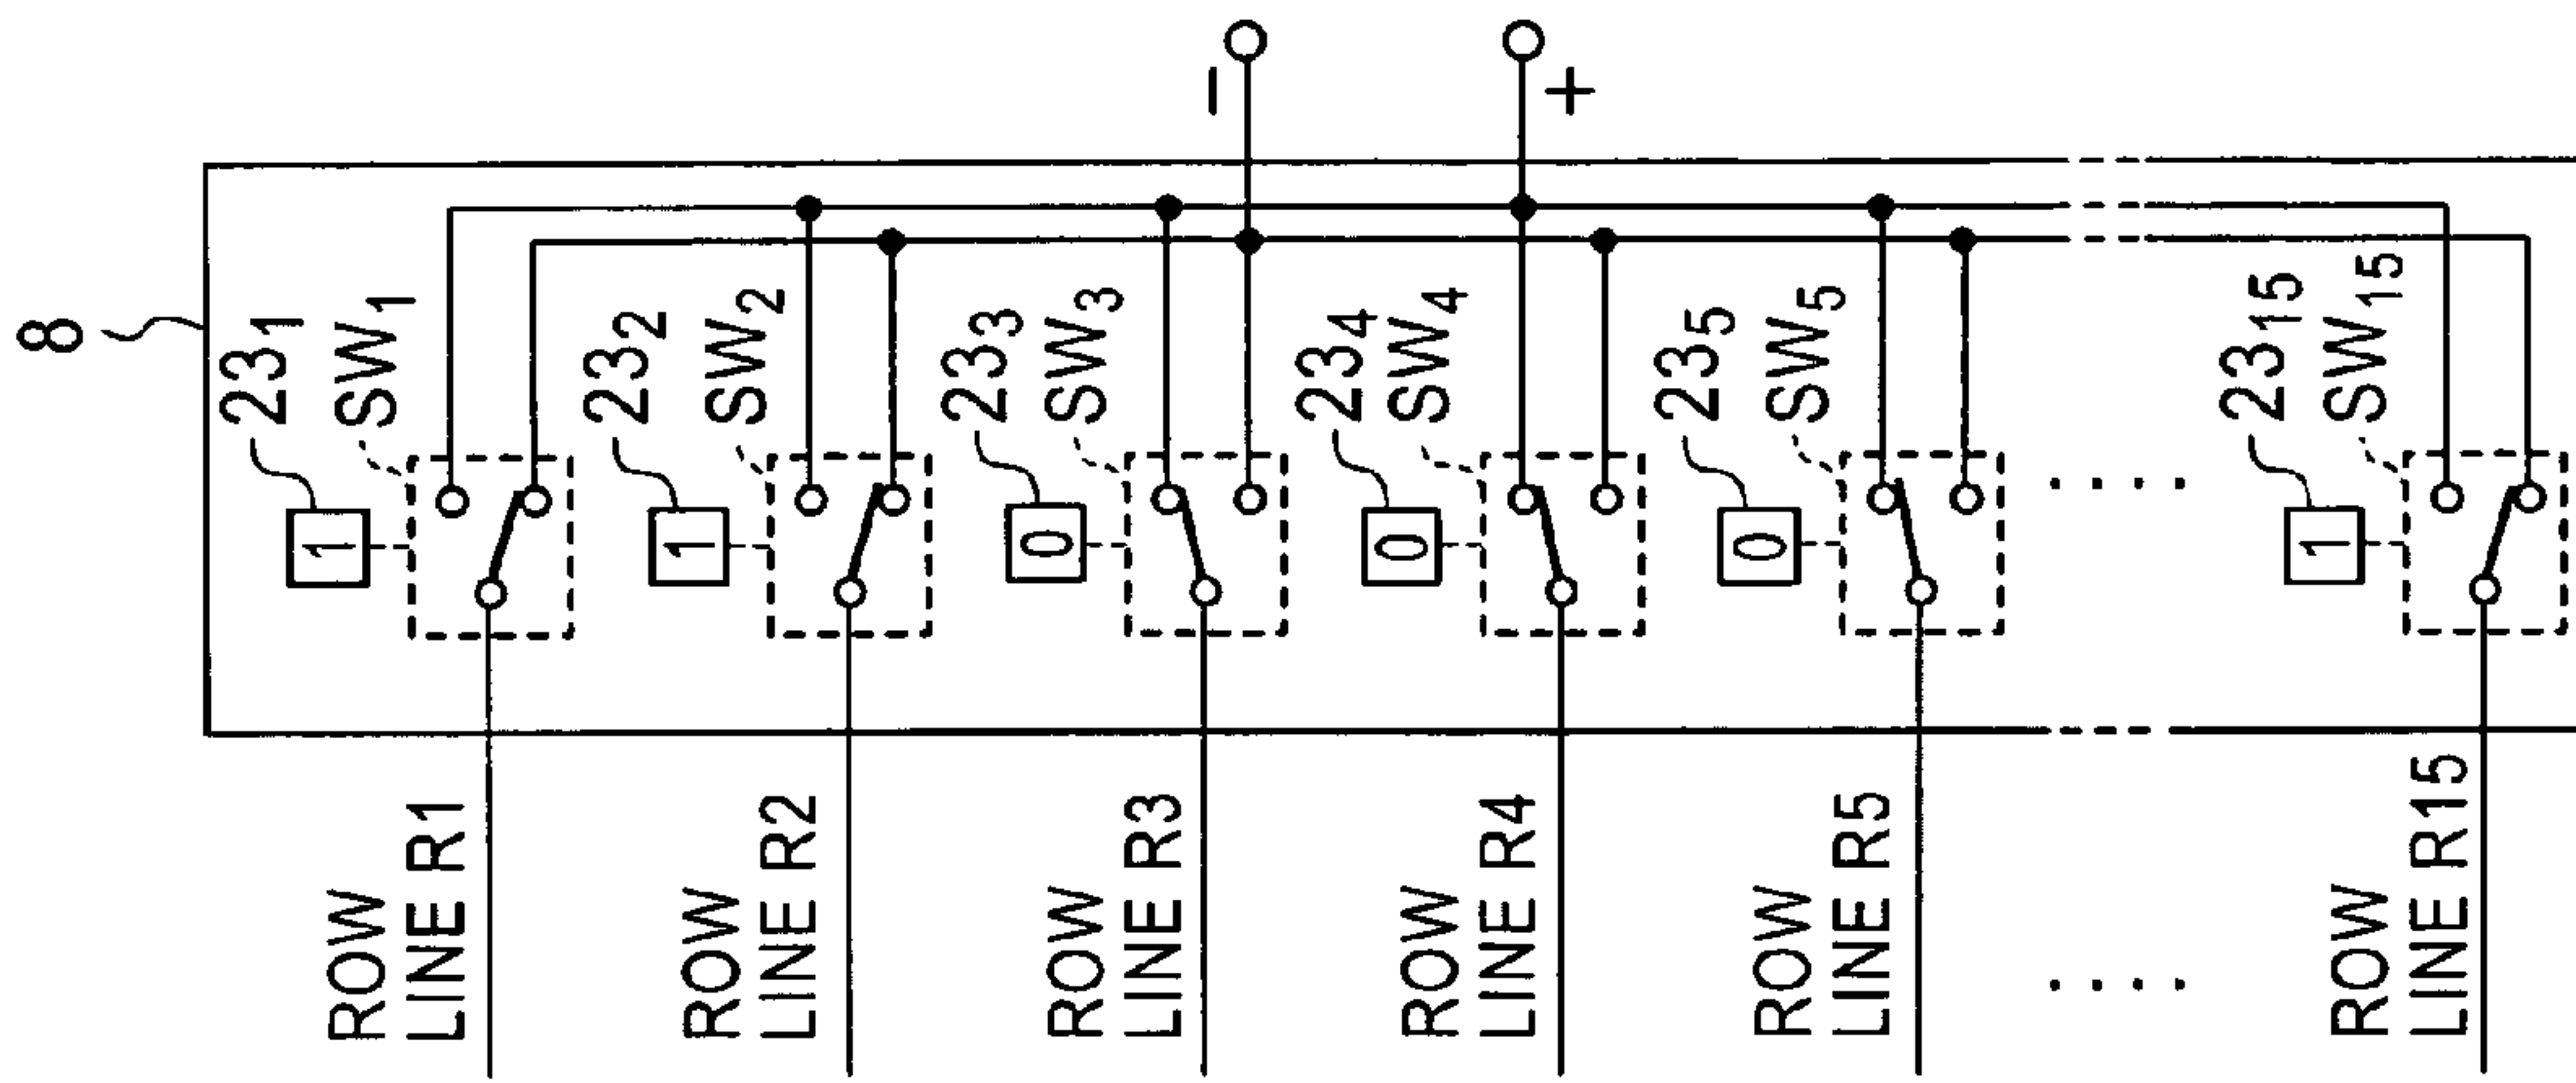 8
23₁
SW₁
1
ROW
LINE R1
23₂
SW₂
1
ROW
LINE R2
23₃
SW₃
0
ROW
LINE R3
−
+
23₄
SW₄
0
ROW
LINE R4
23₅
SW₅
0
ROW
LINE R5
. . . .
. . . .
23₁₅
SW₁₅
1
ROW
LINE R15